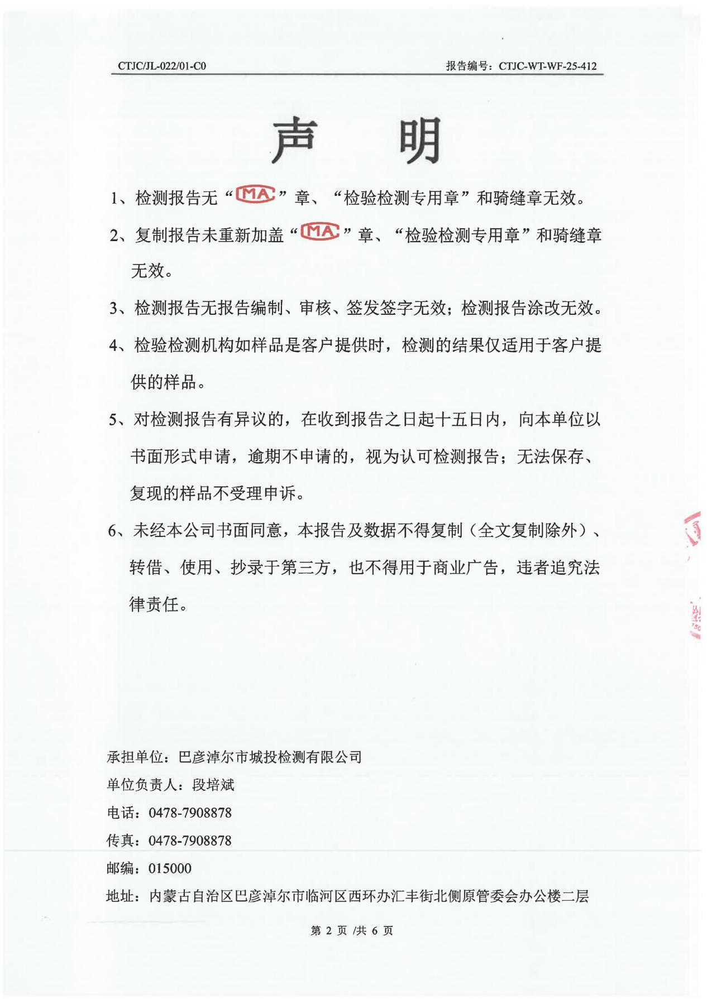 CTJC/JL-022/01-C0
报告编号：CTJC-WT-WF-25-412
声 明
1、检测报告无“MA”章、“检验检测专用章”和骑缝章无效。
2、复制报告未重新加盖“MA”章、“检验检测专用章”和骑缝章
无效。
3、检测报告无报告编制、审核、签发签字无效；检测报告涂改无效。
4、检验检测机构如样品是客户提供时，检测的结果仅适用于客户提
供的样品。
5、对检测报告有异议的，在收到报告之日起十五日内，向本单位以
书面形式申请，逾期不申请的，视为认可检测报告；无法保存、
复现的样品不受理申诉。
6、未经本公司书面同意，本报告及数据不得复制（全文复制除外）、
转借、使用、抄录于第三方，也不得用于商业广告，违者追究法
律责任。
承担单位：巴彦淖尔市城投检测有限公司
单位负责人：段培斌
电话：0478-7908878
传真：0478-7908878
邮编：015000
地址：内蒙古自治区巴彦淖尔市临河区西环办汇丰街北侧原管委会办公楼二层
第 2 页 /共 6 页